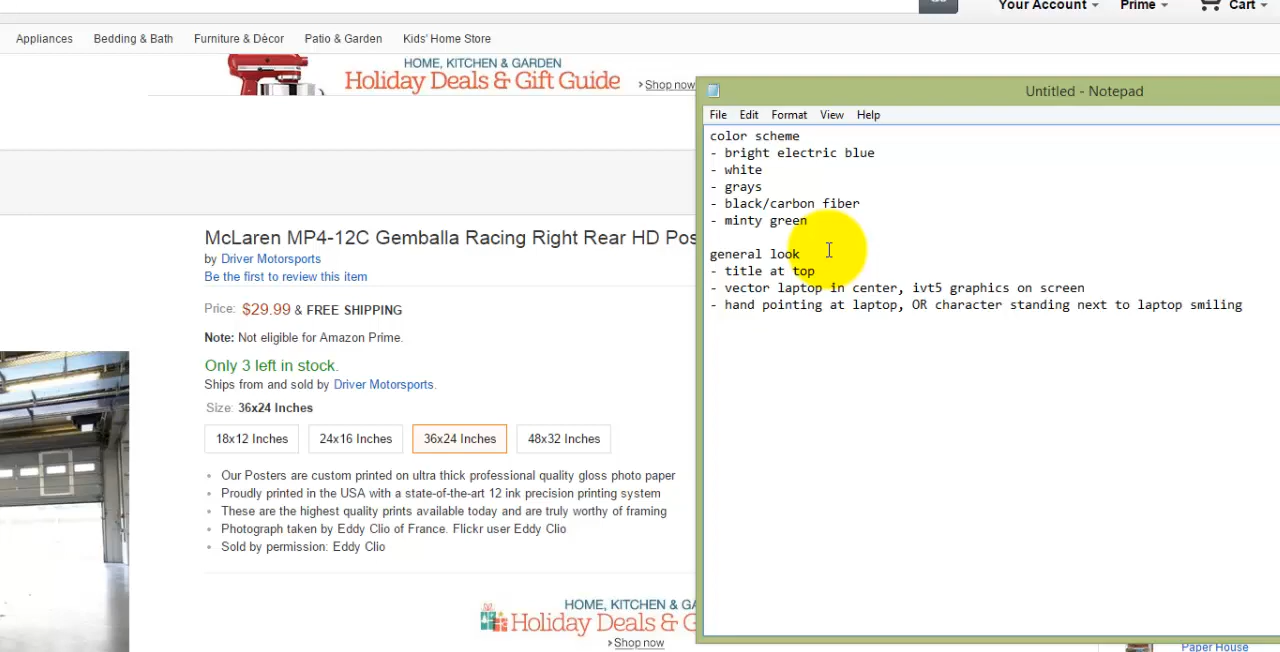 Your Account
Prime
Cart
Appliances
Bedding & Bath
Furniture & Décor
Patio & Garden
Kids' Home Store
HOME, KITCHEN & GARDEN
Holiday Deals & Gift Guide
Shop now
McLaren MP4-12C Gemballa Racing Right Rear HD Pos
by Driver Motorsports
Be the first to review this item
Price: $29.99 & FREE SHIPPING
Note: Not eligible for Amazon Prime.
Only 3 left in stock.
Ships from and sold by Driver Motorsports.
Size: 36x24 Inches
18x12 Inches
24x16 Inches
36x24 Inches
48x32 Inches
Our Posters are custom printed on ultra thick professional quality gloss photo paper
Proudly printed in the USA with a state-of-the-art 12 ink precision printing system
These are the highest quality prints available today and are truly worthy of framing
Photograph taken by Eddy Clio of France. Flickr user Eddy Clio
Sold by permission: Eddy Clio
HOME, KITCHEN & GA
Holiday Deals & G
Shop now
Untitled - Notepad
File Edit Format View Help
color scheme
- bright electric blue
- white
- grays
- black/carbon fiber
- minty green
general look
- title at top
- vector laptop in center, ivt5 graphics on screen
- hand pointing at laptop, OR character standing next to laptop smiling
Paper House